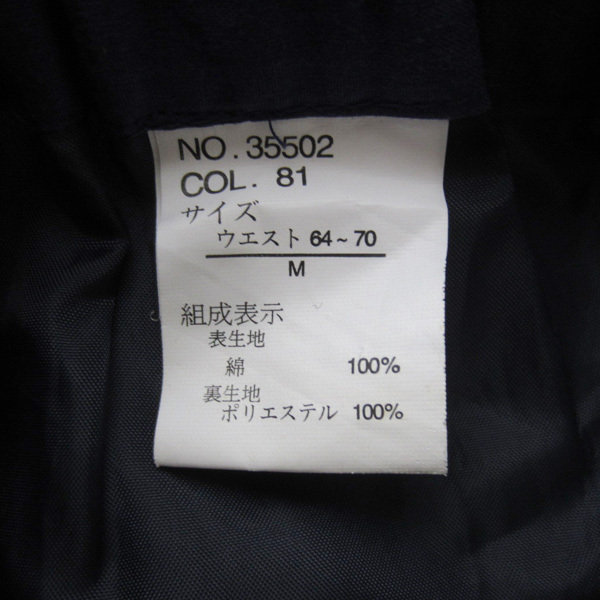 NO. 35502
COL. 81
サイズ
ウエスト 64~70
M
組成表示
表生地
綿 100%
裏生地
ポリエステル 100%